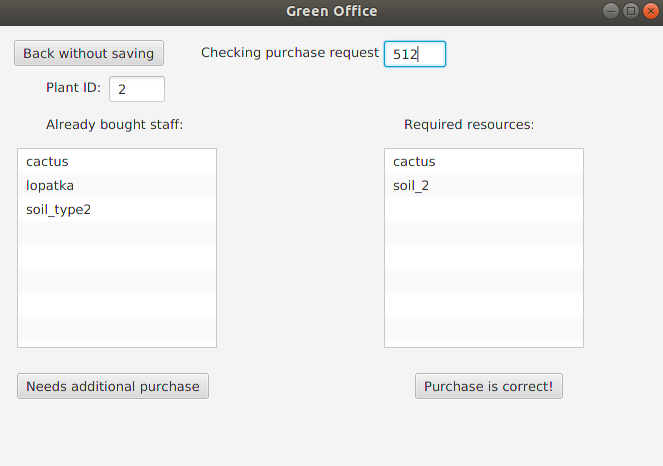 Green Office
Back without saving
Checking purchase request 512
Plant ID: 2
Already bought staff:
Required resources:
cactus
lopatka
soil_type2
cactus
soil_2
Needs additional purchase
Purchase is correct!